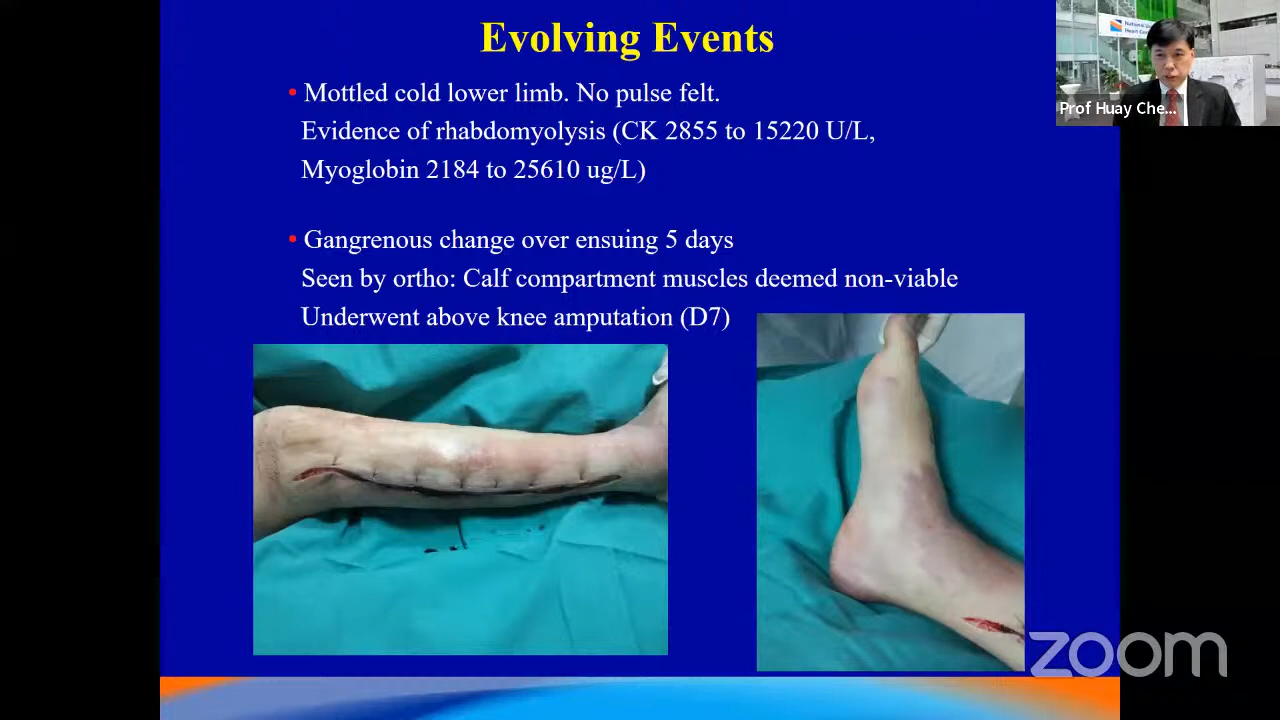 Evolving Events
• Mottled cold lower limb. No pulse felt.
Evidence of rhabdomyolysis (CK 2855 to 15220 U/L,
Myoglobin 2184 to 25610 ug/L)
• Gangrenous change over ensuing 5 days
Seen by ortho: Calf compartment muscles deemed non-viable
Underwent above knee amputation (D7)
National
Heart
Prof Huay Che...
zoom